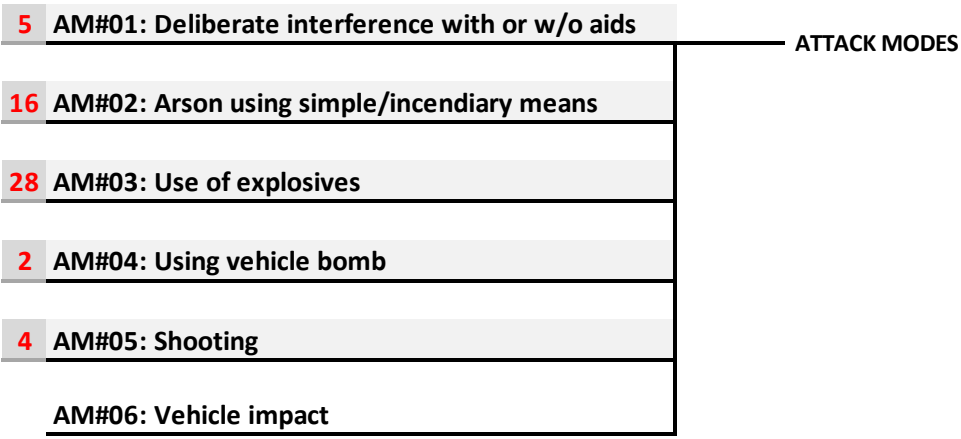 5 AM#01: Deliberate interference with or w/o aids
ATTACK MODES
16 AM#02: Arson using simple/incendiary means
28 AM#03: Use of explosives
2 AM#04: Using vehicle bomb
4 AM#05: Shooting
AM#06: Vehicle impact